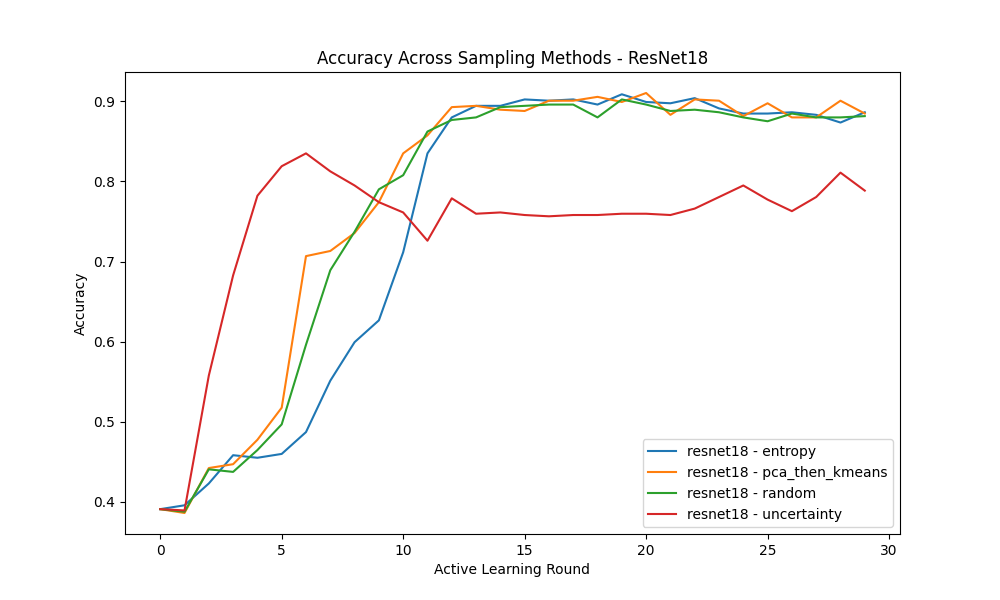 Accuracy Across Sampling Methods - ResNet18
0.9
0.8
0.7
0.6
0.5
0.4
Accuracy
0
5
10
15
20
25
30
Active Learning Round
resnet18 - entropy
resnet18 - pca_then_kmeans
resnet18 - random
resnet18 - uncertainty